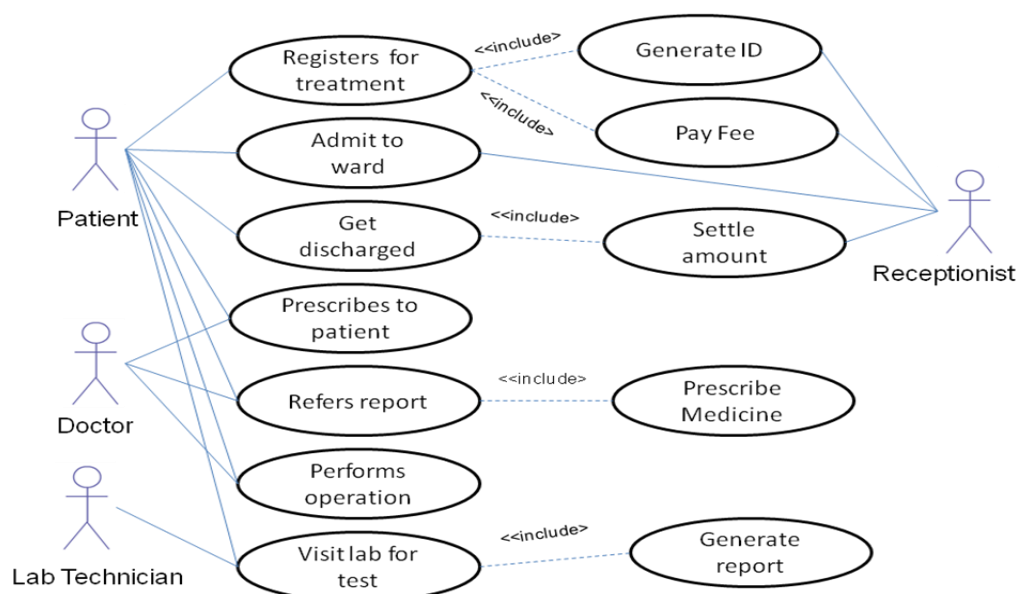 Registers for
treatment
<<include>
Generate ID
<<include>
Pay Fee
Patient
Admit to
ward
Get
discharged
<<include>
Settle
amount
Receptionist
Prescribes to
patient
Doctor
Refers report
<<include>
Prescribe
Medicine
Performs
operation
Lab Technician
Visit lab for
test
<<include>
Generate
report